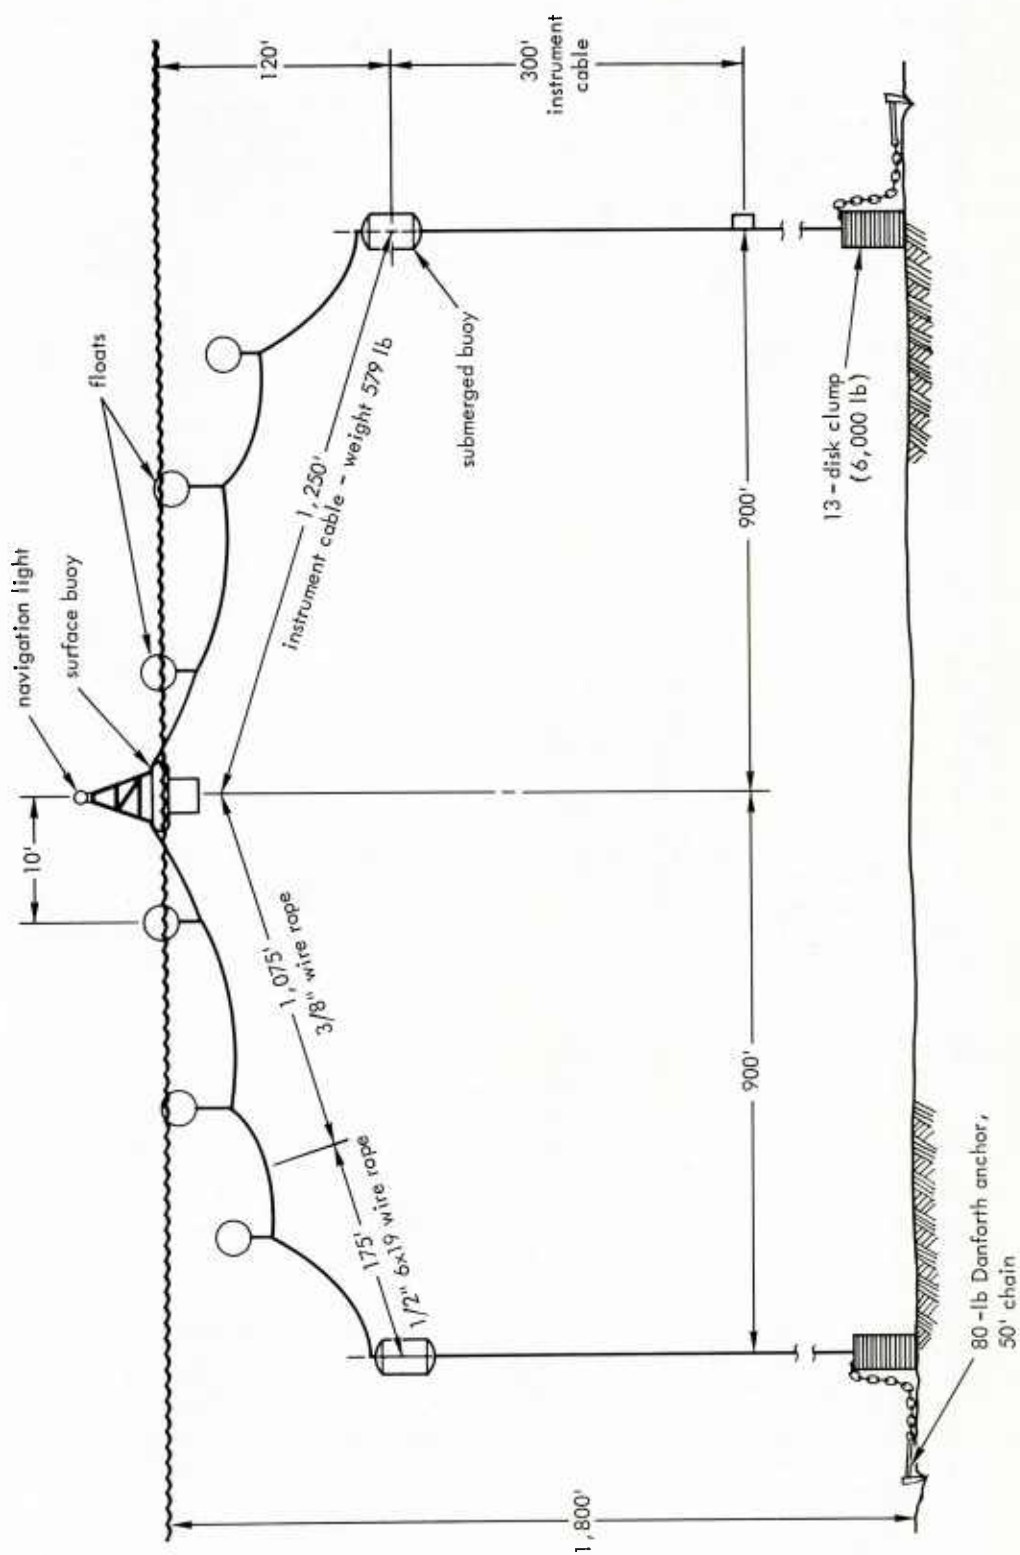 navigation light
surface buoy
floats
10'
120'
300'
instrument
cable
1,250'
instrument cable - weight 579 lb
submerged buoy
1,075'
3/8" wire rope
175'
1/2" 6x19 wire rope
900'
900'
13-disk clump
(6,000 lb)
1,800'
80-lb Danforth anchor,
50' chain